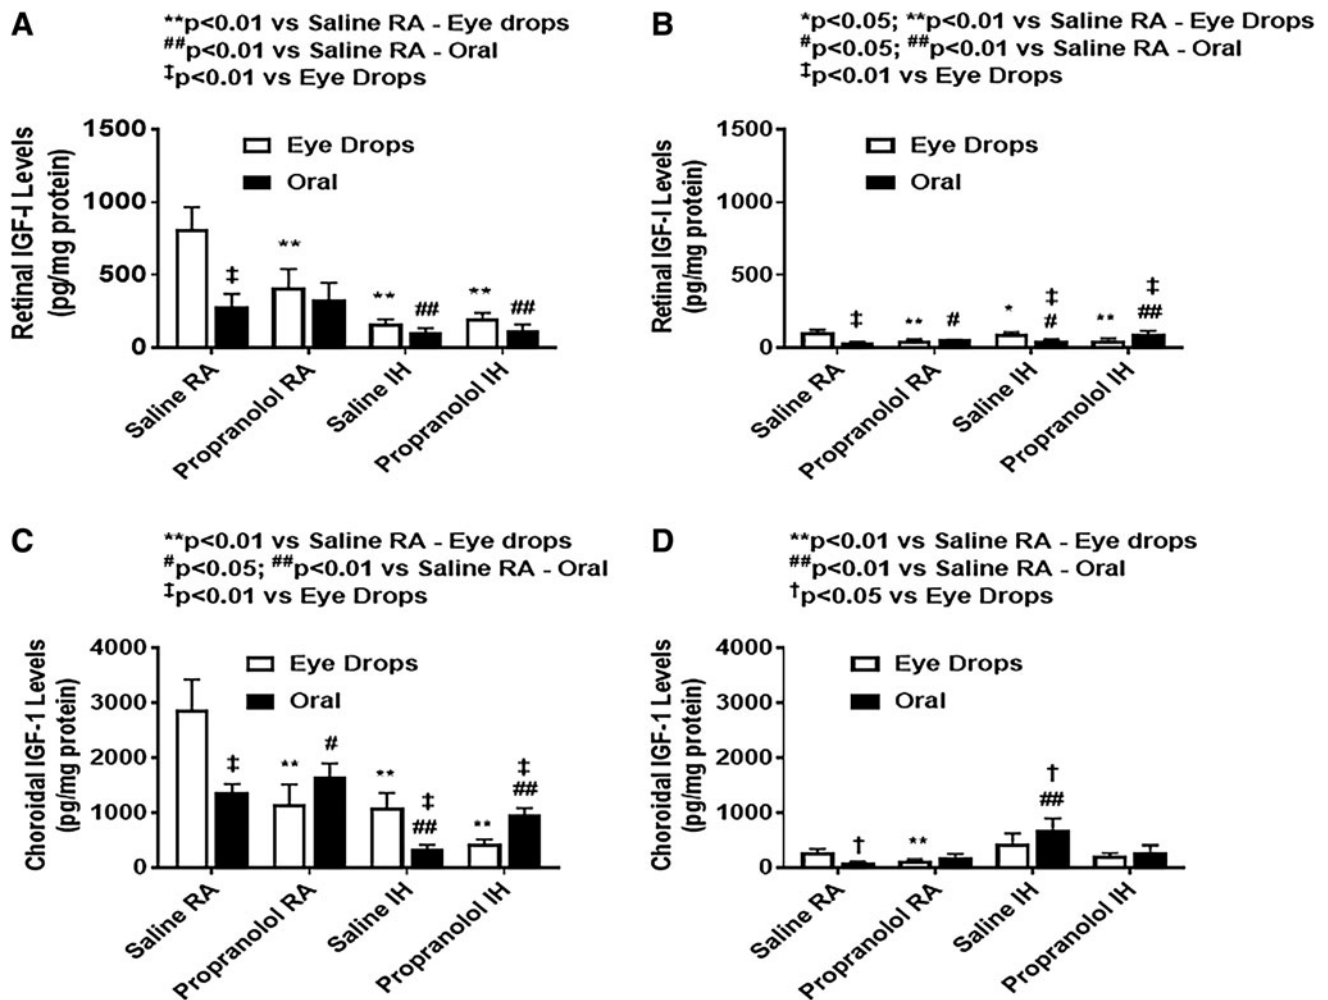 A
**p<0.01 vs Saline RA - Eye drops
##p<0.01 vs Saline RA - Oral
‡p<0.01 vs Eye Drops
Retinal IGF-I Levels
(pg/mg protein)
1500
1000
500
0
Eye Drops
Oral
‡
**
**
##
**
##
Saline RA
Propranolol RA
Saline IH
Propranolol IH
B
*p<0.05; **p<0.01 vs Saline RA - Eye Drops
#p<0.05; ##p<0.01 vs Saline RA - Oral
‡p<0.01 vs Eye Drops
Retinal IGF-I Levels
(pg/mg protein)
1500
1000
500
0
Eye Drops
Oral
‡
**
#
*
‡
#
**
‡
##
Saline RA
Propranolol RA
Saline IH
Propranolol IH
C
**p<0.01 vs Saline RA - Eye drops
#p<0.05; ##p<0.01 vs Saline RA - Oral
‡p<0.01 vs Eye Drops
Choroidal IGF-1 Levels
(pg/mg protein)
4000
3000
2000
1000
0
Eye Drops
Oral
‡
**
#
**
‡
##
**
‡
##
Saline RA
Propranolol RA
Saline IH
Propranolol IH
D
**p<0.01 vs Saline RA - Eye drops
##p<0.01 vs Saline RA - Oral
†p<0.05 vs Eye Drops
Choroidal IGF-1 Levels
(pg/mg protein)
4000
3000
2000
1000
0
Eye Drops
Oral
†
**
†
##
Saline RA
Propranolol RA
Saline IH
Propranolol IH